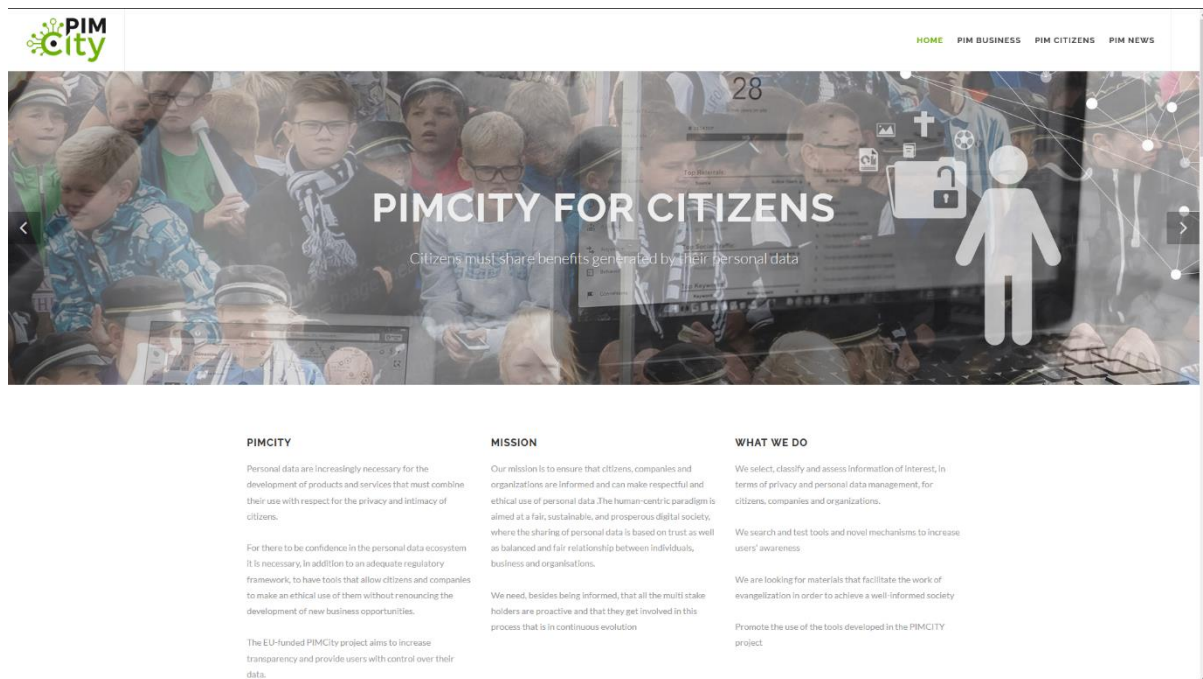 PIM
City
HOME PIM BUSINESS PIM CITIZENS PIM NEWS
28
PIMCITY FOR CITIZENS
Citizens must share benefits generated by their personal data
PIMCITY
Personal data are increasingly necessary for the
development of products and services that must combine
their use with respect for the privacy and intimacy of
citizens.
For there to be confidence in the personal data ecosystem
it is necessary, in addition to an adequate regulatory
framework, to have tools that allow citizens and companies
to make an ethical use of them without renouncing the
development of new business opportunities.
The EU-funded PIMCity project aims to increase
transparency and provide users with control over their
data.
MISSION
Our mission is to ensure that citizens, companies and
organizations are informed and can make respectful and
ethical use of personal data .The human-centric paradigm is
aimed at a fair, sustainable, and prosperous digital society,
where the sharing of personal data is based on trust as well
as balanced and fair relationship between individuals,
business and organisations.
We need, besides being informed, that all the multi stake
holders are proactive and that they get involved in this
process that is in continuous evolution
WHAT WE DO
We select, classify and assess information of interest, in
terms of privacy and personal data management, for
citizens, companies and organizations.
We search and test tools and novel mechanisms to increase
users' awareness
We are looking for materials that facilitate the work of
evangelization in order to achieve a well-informed society
Promote the use of the tools developed in the PIMCITY
project